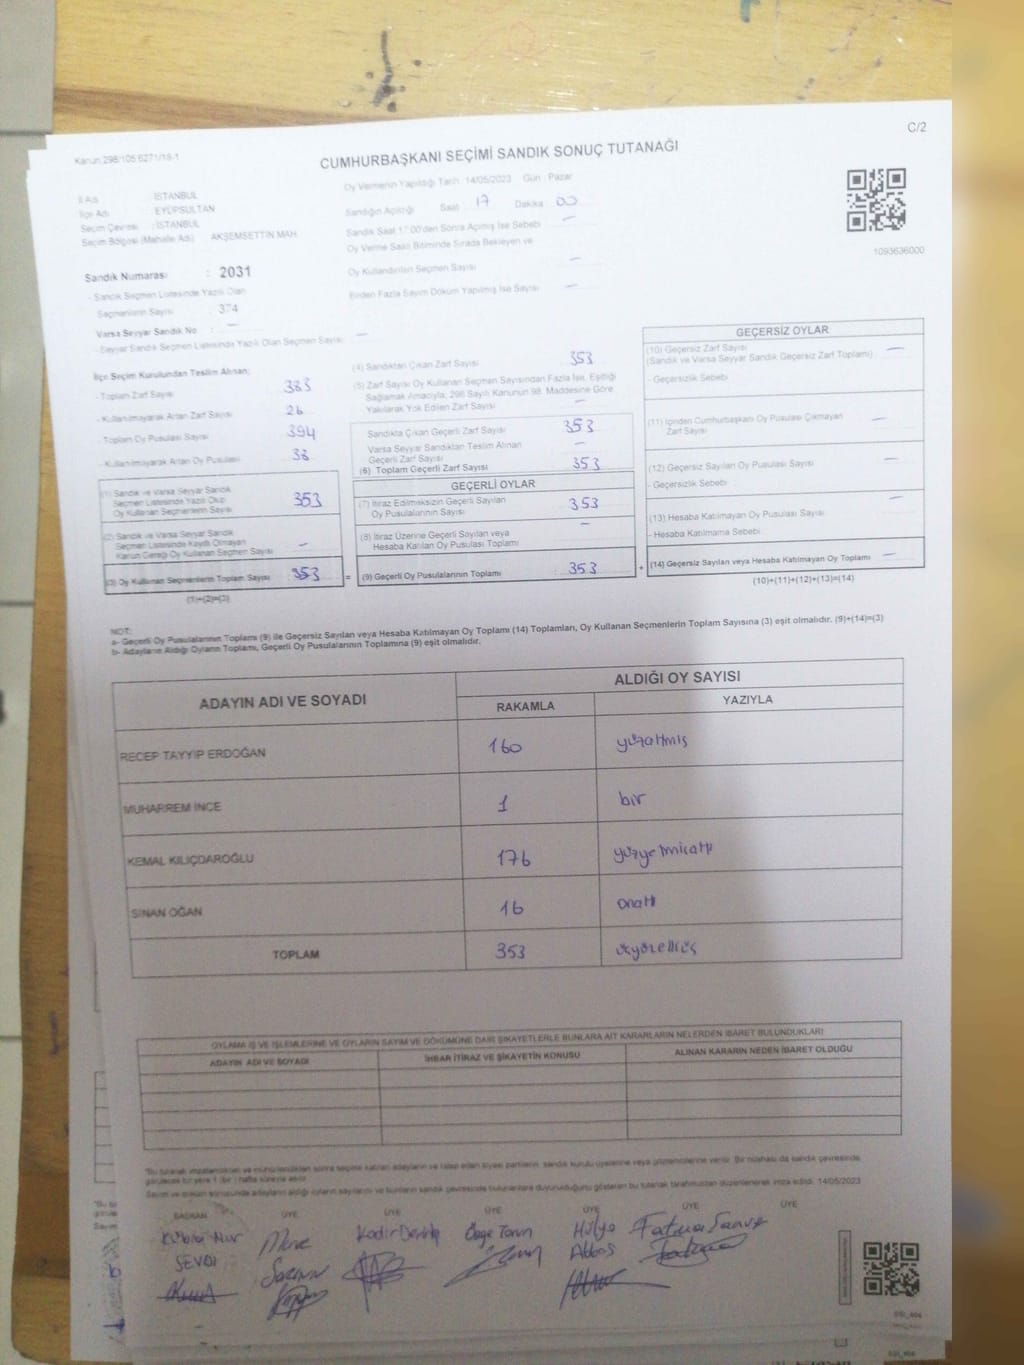 C/2
Kanun:298/105 6271/19-1
CUMHURBAŞKANI SEÇİMİ SANDIK SONUÇ TUTANAĞI
İl Adı : İSTANBUL
İlçe Adı : EYÜPSULTAN
Seçim Çevresi : İSTANBUL
Seçim Bölgesi (Mahalle Adı) AKŞEMSETTİN MAH.
Sandık Numarası : 2031
- Sandık Seçmen Listesinde Yazılı Olan
Seçmenlerin Sayısı : 374
Varsa Seyyar Sandık No : —
- Seyyar Sandık Seçmen Listesinde Yazılı Olan Seçmen Sayısı —
Oy Vermenin Yapıldığı Tarih: 14/05/2023 Gün : Pazar
Sandığın Açıldığı Saat 17 Dakika 00
Sandık Saat 17:00'den Sonra Açılmış İse Sebebi —
Oy Verme Saati Bitiminde Sırada Bekleyen ve
Oy Kullandırılan Seçmen Sayısı —
Birden Fazla Sayım Döküm Yapılmış İse Sayısı —
1093636000
İlçe Seçim Kurulundan Teslim Alınan;
- Toplam Zarf Sayısı 383
- Kullanılmayarak Artan Zarf Sayısı 26
- Toplam Oy Pusulası Sayısı 394
- Kullanılmayarak Artan Oy Pusulası 38
(1) Sandık ve Varsa Seyyar Sandık
Seçmen Listesinde Yazılı Olup
Oy Kullanan Seçmenlerin Sayısı 353
(2) Sandık ve Varsa Seyyar Sandık
Seçmen Listesinde Kayıtlı Olmayan
Kanun Gereği Oy Kullanan Seçmen Sayısı —
(3) Oy Kullanan Seçmenlerin Toplam Sayısı 353 =
(1)+(2)=(3)
(4) Sandıktan Çıkan Zarf Sayısı 353
(5) Zarf Sayısı Oy Kullanan Seçmen Sayısından Fazla İse, Eşitliği
Sağlamak Amacıyla, 298 Sayılı Kanunun 98. Maddesine Göre
Yakılarak Yok Edilen Zarf Sayısı —
Sandıkta Çıkan Geçerli Zarf Sayısı 353
Varsa Seyyar Sandıktan Teslim Alınan
Geçerli Zarf Sayısı —
(6) Toplam Geçerli Zarf Sayısı 353
GEÇERLİ OYLAR
(7) İtiraz Edilmeksizin Geçerli Sayılan
Oy Pusulalarının Sayısı 353
(8) İtiraz Üzerine Geçerli Sayılan veya
Hesaba Katılan Oy Pusulası Toplamı —
(9) Geçerli Oy Pusulalarının Toplamı 353 +
GEÇERSİZ OYLAR
(10) Geçersiz Zarf Sayısı
(Sandık ve Varsa Seyyar Sandık Geçersiz Zarf Toplamı) —
- Geçersizlik Sebebi
(11) İçinden Cumhurbaşkanı Oy Pusulası Çıkmayan
Zarf Sayısı —
(12) Geçersiz Sayılan Oy Pusulası Sayısı —
- Geçersizlik Sebebi
(13) Hesaba Katılmayan Oy Pusulası Sayısı —
- Hesaba Katılmama Sebebi
(14) Geçersiz Sayılan veya Hesaba Katılmayan Oy Toplamı —
(10)+(11)+(12)+(13)=(14)
NOT:
a- Geçerli Oy Pusulalarının Toplamı (9) ile Geçersiz Sayılan veya Hesaba Katılmayan Oy Toplamı (14) Toplamları, Oy Kullanan Seçmenlerin Toplam Sayısına (3) eşit olmalıdır. (9)+(14)=(3)
b- Adayların Aldığı Oyların Toplamı, Geçerli Oy Pusulalarının Toplamına (9) eşit olmalıdır.
ADAYIN ADI VE SOYADI ALDIĞI OY SAYISI
RAKAMLA YAZIYLA
RECEP TAYYİP ERDOĞAN 160 yüzaltmış
MUHARREM İNCE 1 bir
KEMAL KILIÇDAROĞLU 176 yüzyetmişaltı
SİNAN OĞAN 16 onaltı
TOPLAM 353 üçyüzelliüç
OYLAMA İŞ VE İŞLEMLERİNE VE OYLARIN SAYIM VE DÖKÜMÜNE DAİR ŞİKAYETLERLE BUNLARA AİT KARARLARIN NELERDEN İBARET BULUNDUKLARI
ADAYIN ADI VE SOYADI İHBAR İTİRAZ VE ŞİKAYETİN KONUSU ALINAN KARARIN NEDEN İBARET OLDUĞU
"Bu tutanak imzalandıktan ve mühürlendikten sonra seçime katılan adayların ve talep eden siyasi partilerin, sandık kurulu üyelerine veya gözlemcilerine verilir. Bir nüshası da sandık çevresinde
görülecek bir yere 1 (bir) hafta süreyle asılır.
Sayım ve döküm sonucunda adayların aldığı oyların sayılarını ve bunların sandık çevresinde bulunanlara duyurulduğunu gösteren bu tutanak tarafımızdan düzenlenerek imza edildi. 14/05/2023
BAŞKAN ÜYE ÜYE ÜYE ÜYE ÜYE ÜYE
Kübra Nur Kadir Özge Torun Hülya Fatma
SEVDİ Abbas